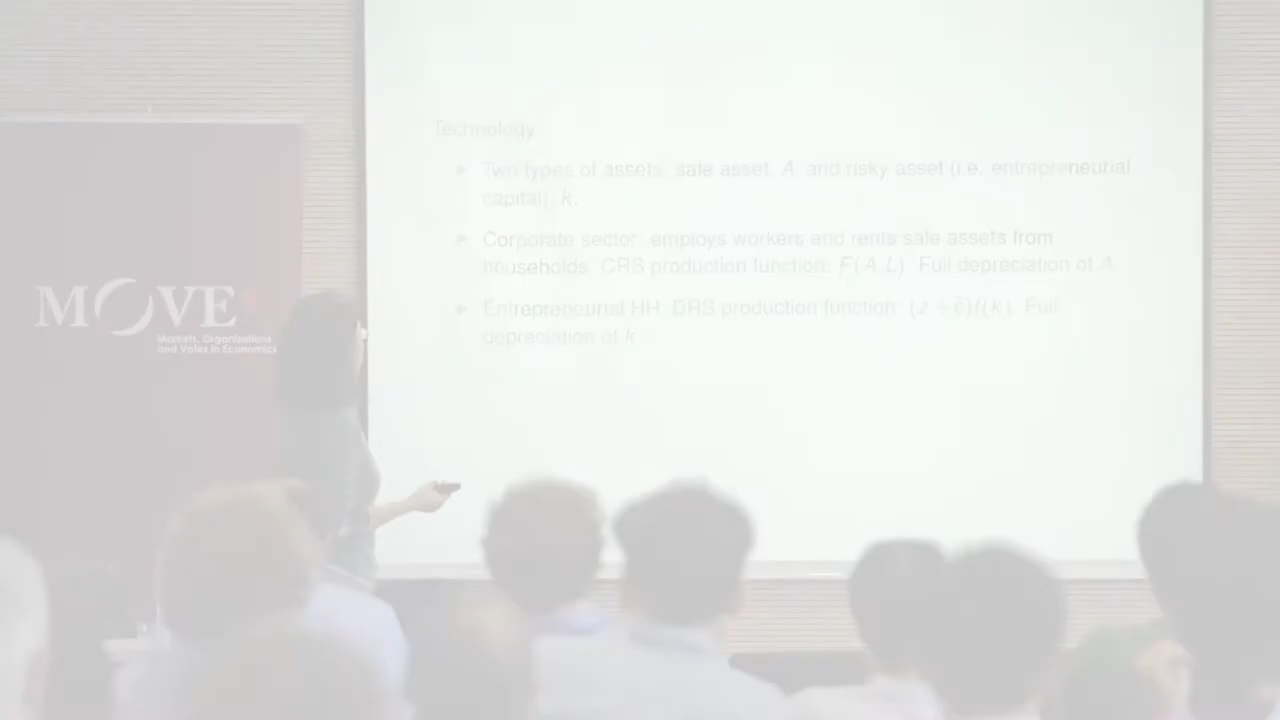 MOVE
Markets, Organizations
and Votes in Economics
Technology
Two types of assets: safe asset, A, and risky asset (i.e. entrepreneurial
capital), k.
Corporate sector: employs workers and rents safe assets from
households. CRS production function: F(A,L). Full depreciation of A.
Entrepreneurial HH: DRS production function: (z + ε̃)f(k). Full
depreciation of k.